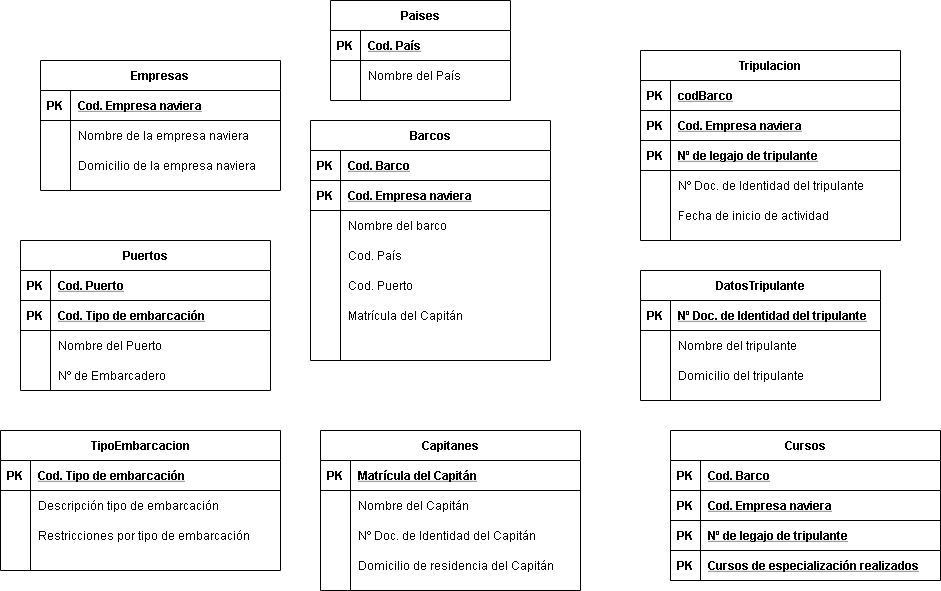 Paises
PK Cod. País
Nombre del País
Empresas
PK Cod. Empresa naviera
Nombre de la empresa naviera
Domicilio de la empresa naviera
Barcos
PK Cod. Barco
PK Cod. Empresa naviera
Nombre del barco
Cod. País
Cod. Puerto
Matrícula del Capitán
Tripulacion
PK codBarco
PK Cod. Empresa naviera
PK Nº de legajo de tripulante
Nº Doc. de Identidad del tripulante
Fecha de inicio de actividad
Puertos
PK Cod. Puerto
PK Cod. Tipo de embarcación
Nombre del Puerto
Nº de Embarcadero
DatosTripulante
PK Nº Doc. de Identidad del tripulante
Nombre del tripulante
Domicilio del tripulante
TipoEmbarcacion
PK Cod. Tipo de embarcación
Descripción tipo de embarcación
Restricciones por tipo de embarcación
Capitanes
PK Matrícula del Capitán
Nombre del Capitán
Nº Doc. de Identidad del Capitán
Domicilio de residencia del Capitán
Cursos
PK Cod. Barco
PK Cod. Empresa naviera
PK Nº de legajo de tripulante
PK Cursos de especialización realizados